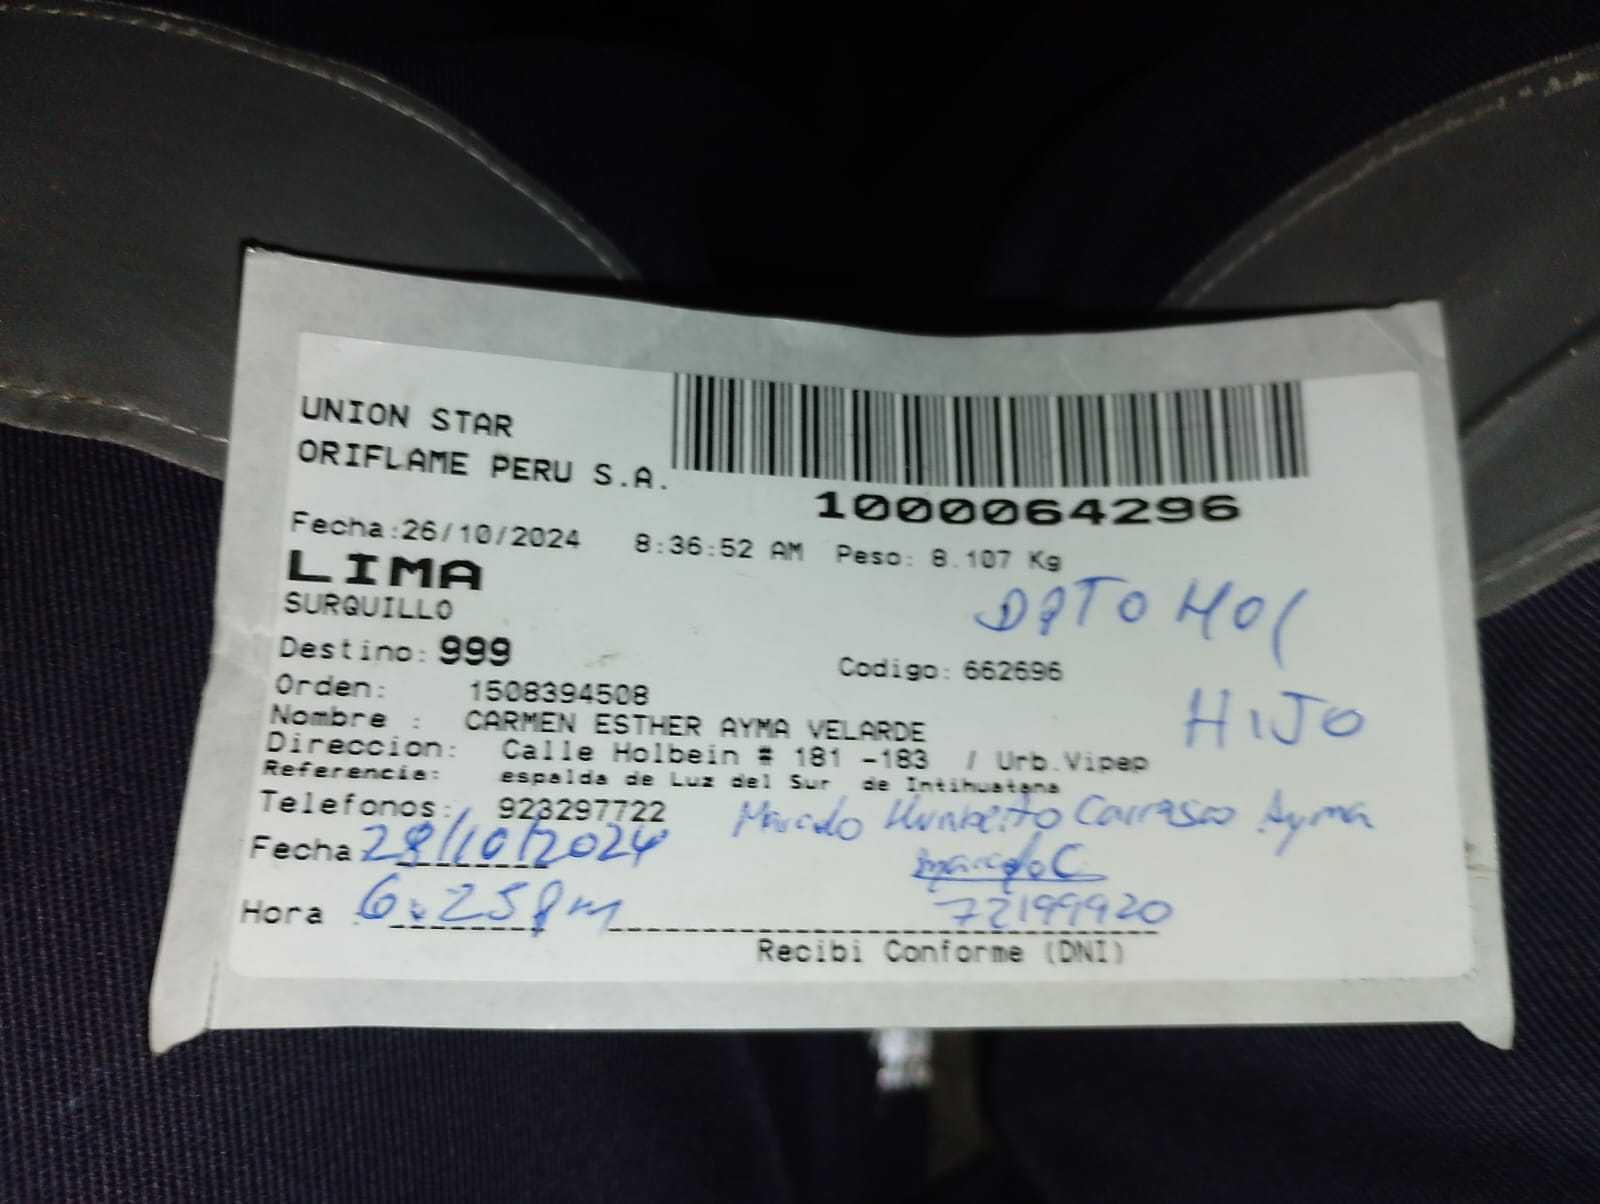 UNION STAR
ORIFLAME PERU S.A.
1000064296
Fecha:26/10/2024 8:36:52 AM Peso: 8.107 Kg
LIMA
SURQUILLO
DPTO 401
Destino: 999
Codigo: 662696
HIJO
Orden: 1508394508
Nombre : CARMEN ESTHER AYMA VELARDE
Direccion: Calle Holbein # 181 -183 / Urb.Vipep
Referencia: espalda de Luz del Sur de Intihuatana
Telefonos: 923297722
Marcelo Humberto Carrasco Ayma
Fecha 28/10/2024
Marcelo C
Hora : 6:25pm
72199920
Recibi Conforme (DNI)